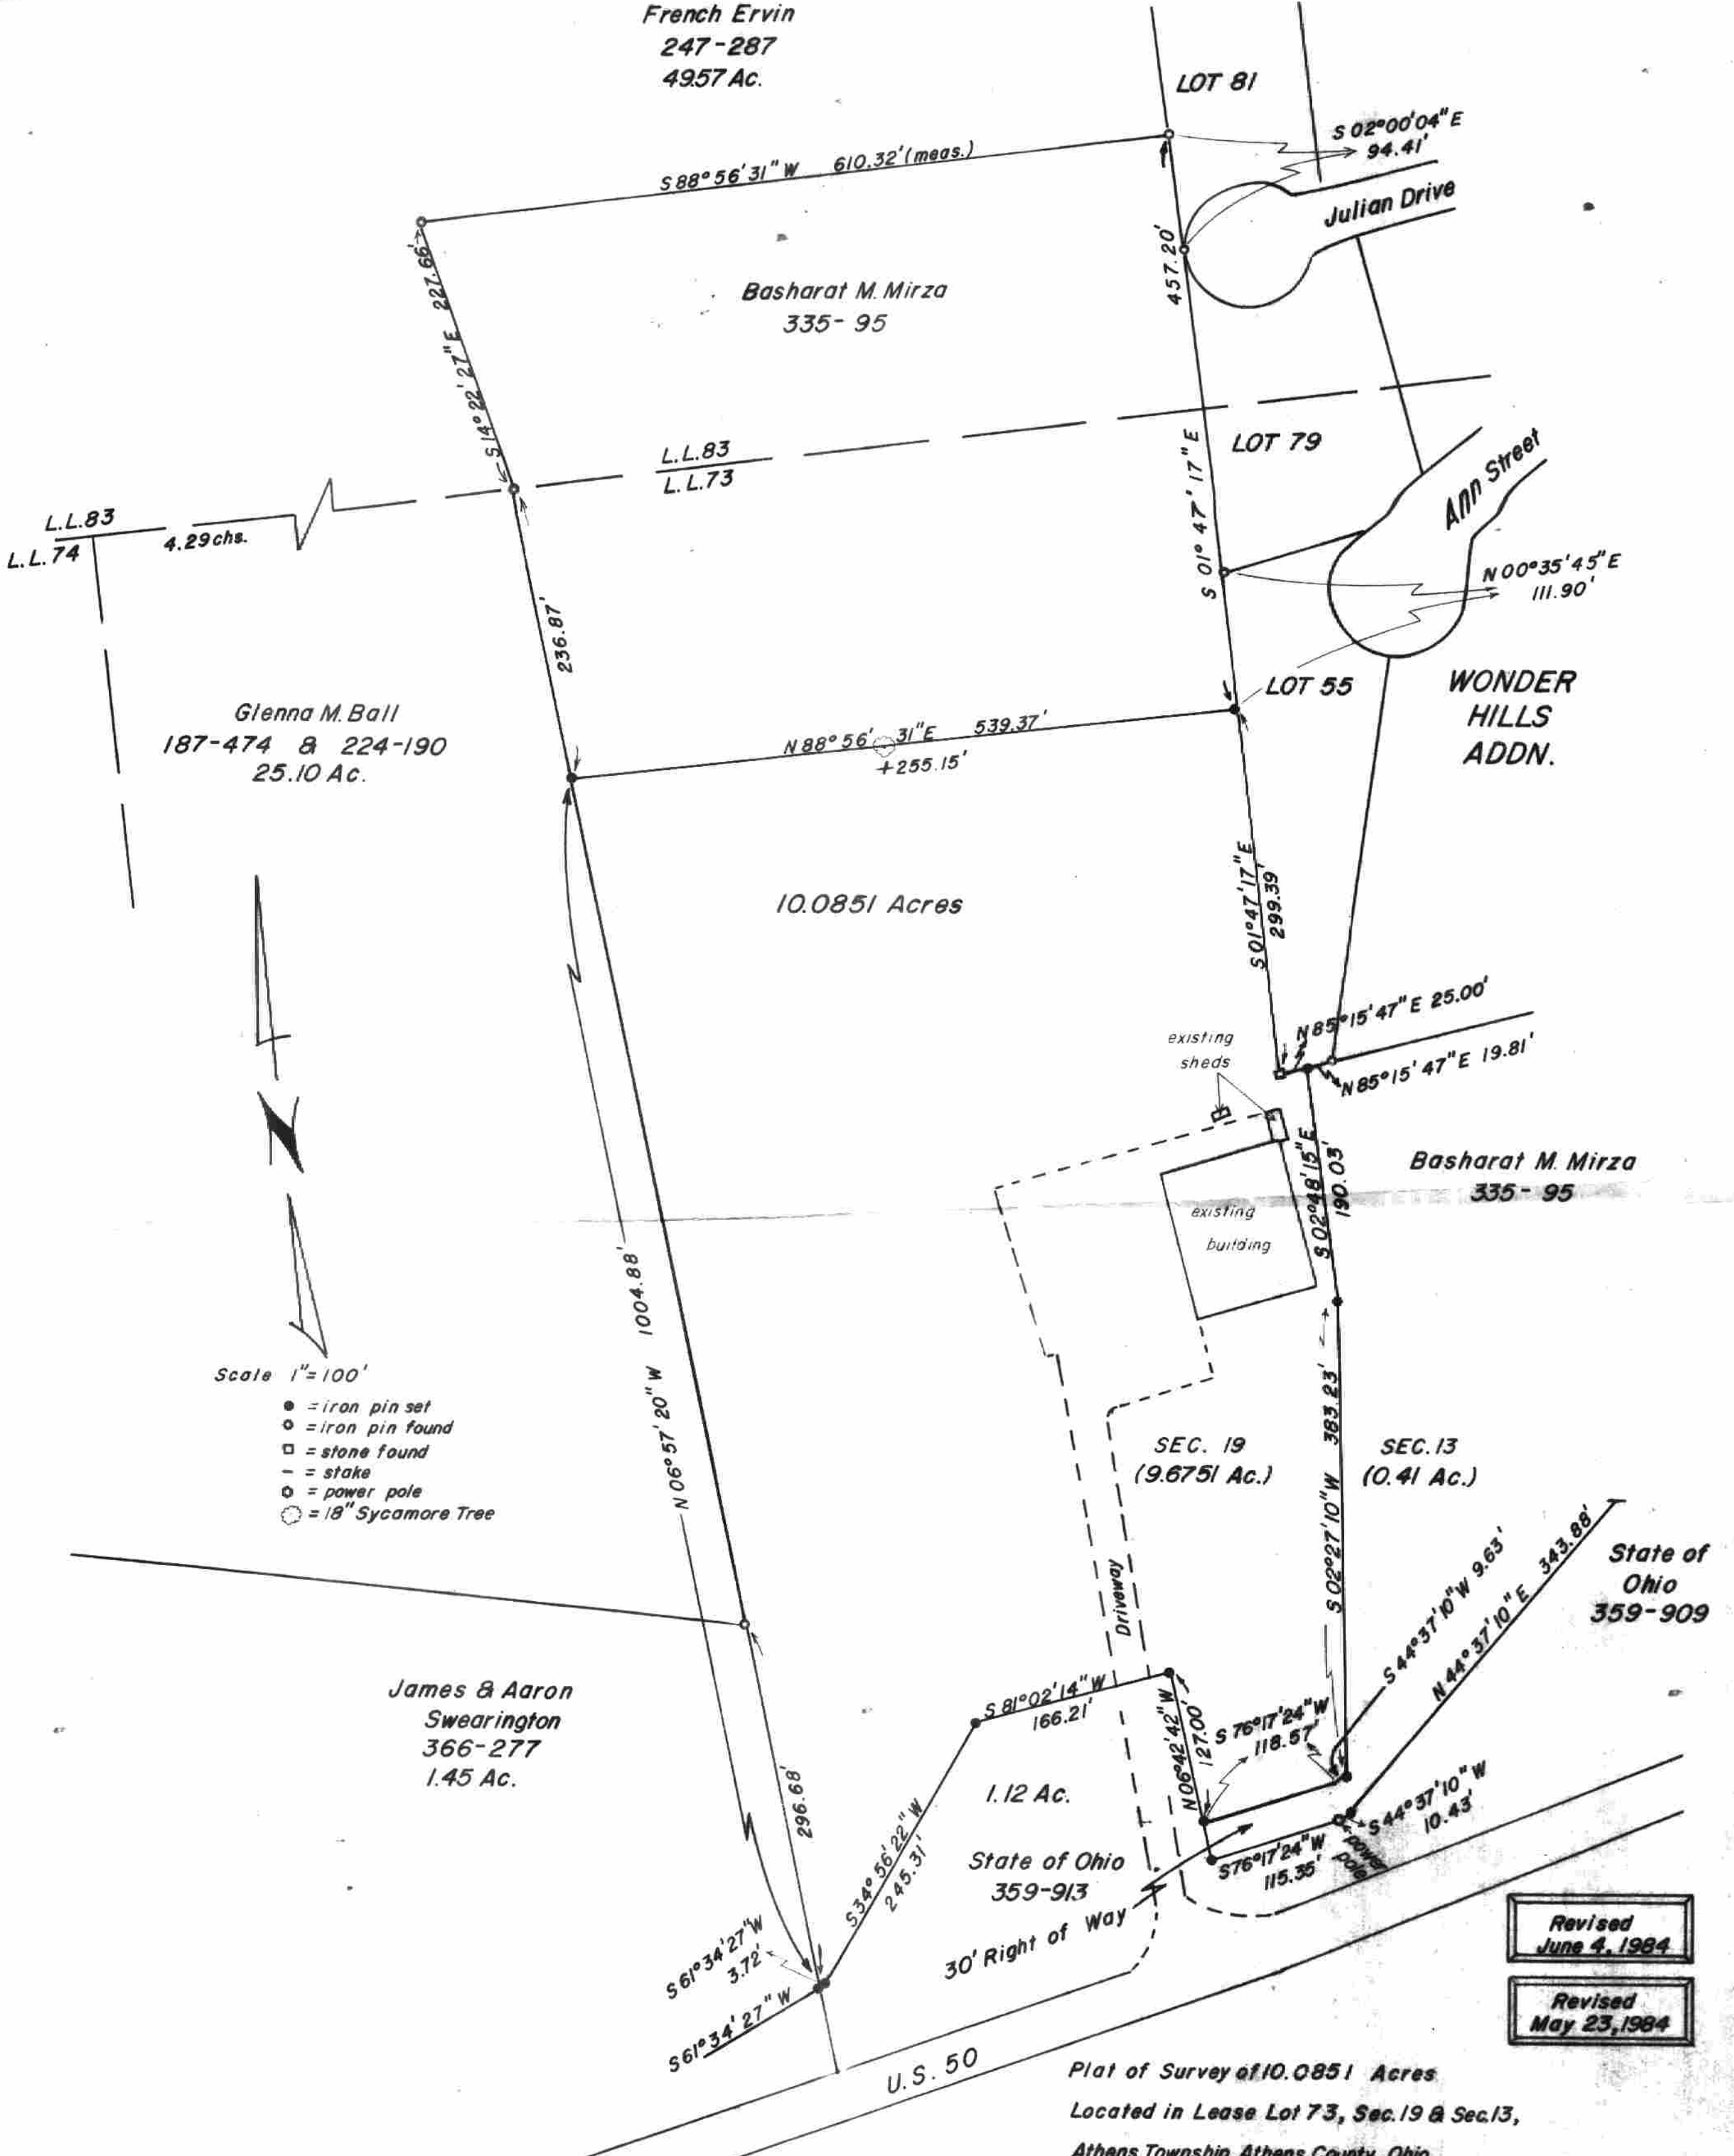 French Ervin
247-287
49.57 Ac.
LOT 81
S 02°00'04" E
94.41'
S 88°56'31" W 610.32' (meas.)
Julian Drive
227.66'
S 14°22'27" E
457.20'
Basharat M. Mirza
335-95
LOT 79
L.L.83
L.L.73
S 01°47'17" E
Ann Street
L.L.83
L.L.74
4.29 chs.
N 00°35'45" E
111.90'
236.87'
LOT 55
WONDER
HILLS
ADDN.
Glenna M. Ball
187-474 & 224-190
25.10 Ac.
N 88°56'31" E 539.37'
+255.15'
10.0851 Acres
S 01°47'17" E
299.39'
N 85°15'47" E 25.00'
N 85°15'47" E 19.81'
existing
sheds
S 02°48'15" E
190.03'
Basharat M. Mirza
335-95
existing
building
N
N 06°57'20" W 1004.88'
Scale 1"=100'
● = iron pin set
○ = iron pin found
□ = stone found
– = stake
= power pole
= 18" Sycamore Tree
S 02°27'10" W 383.23'
SEC. 19
(9.6751 Ac.)
SEC. 13
(0.41 Ac.)
Driveway
S 44°37'10" W 9.63'
N 44°37'10" E 343.88'
State of
Ohio
359-909
James & Aaron
Swearington
366-277
1.45 Ac.
296.68'
S 81°02'14" W
166.21'
N 06°42'42" W
127.00'
S 76°17'24" W
118.57'
1.12 Ac.
S 44°37'10" W
10.43'
power
pole
S 76°17'24" W
115.35'
S 34°56'22" W
245.31'
State of Ohio
359-913
30' Right of Way
S 61°34'27" W
3.72'
S 61°34'27" W
U.S. 50
Revised
June 4, 1984
Revised
May 23, 1984
Plat of Survey of 10.0851 Acres
Located in Lease Lot 73, Sec. 19 & Sec. 13,
Athens Township, Athens County, Ohio